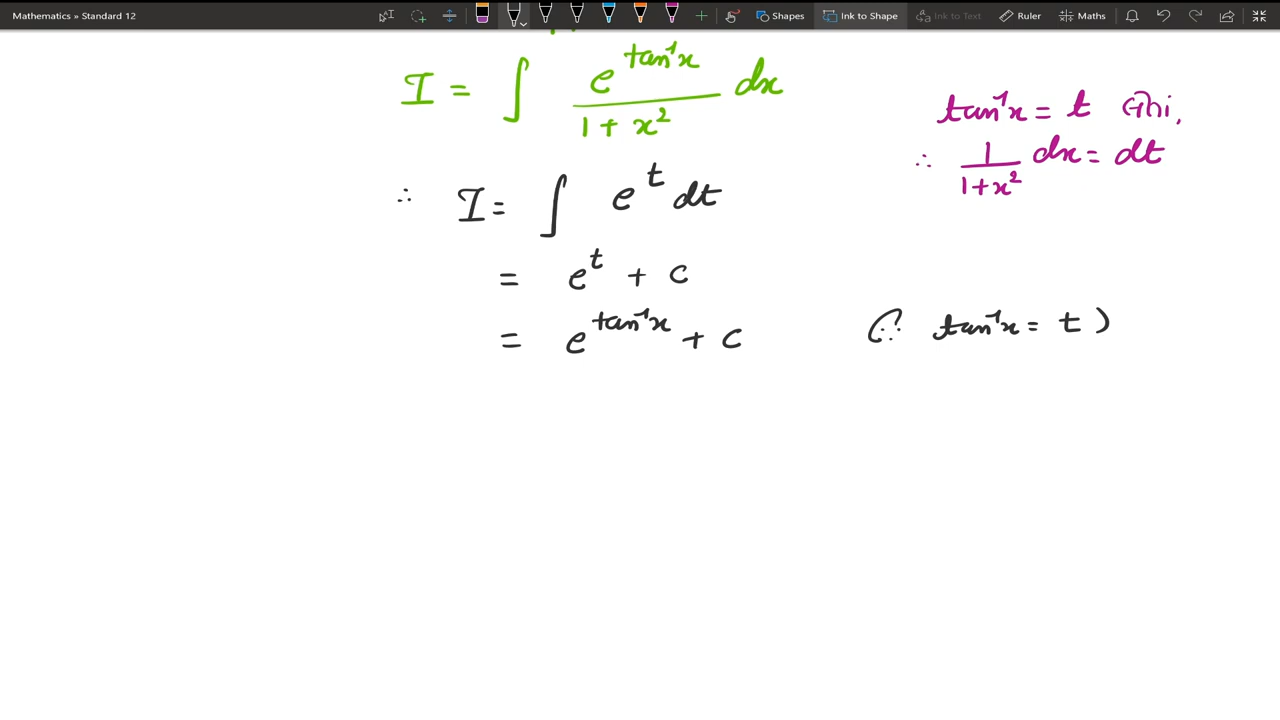 Mathematics » Standard 12
Shapes Ink to Shape Ink to Text Ruler Maths
I = ∫ e^(tan⁻¹x) / (1 + x²) dx
tan⁻¹x = t
∴ 1/(1+x²) dx = dt
∴ I = ∫ e^t dt
= e^t + c
= e^(tan⁻¹x) + c (∵ tan⁻¹x = t)